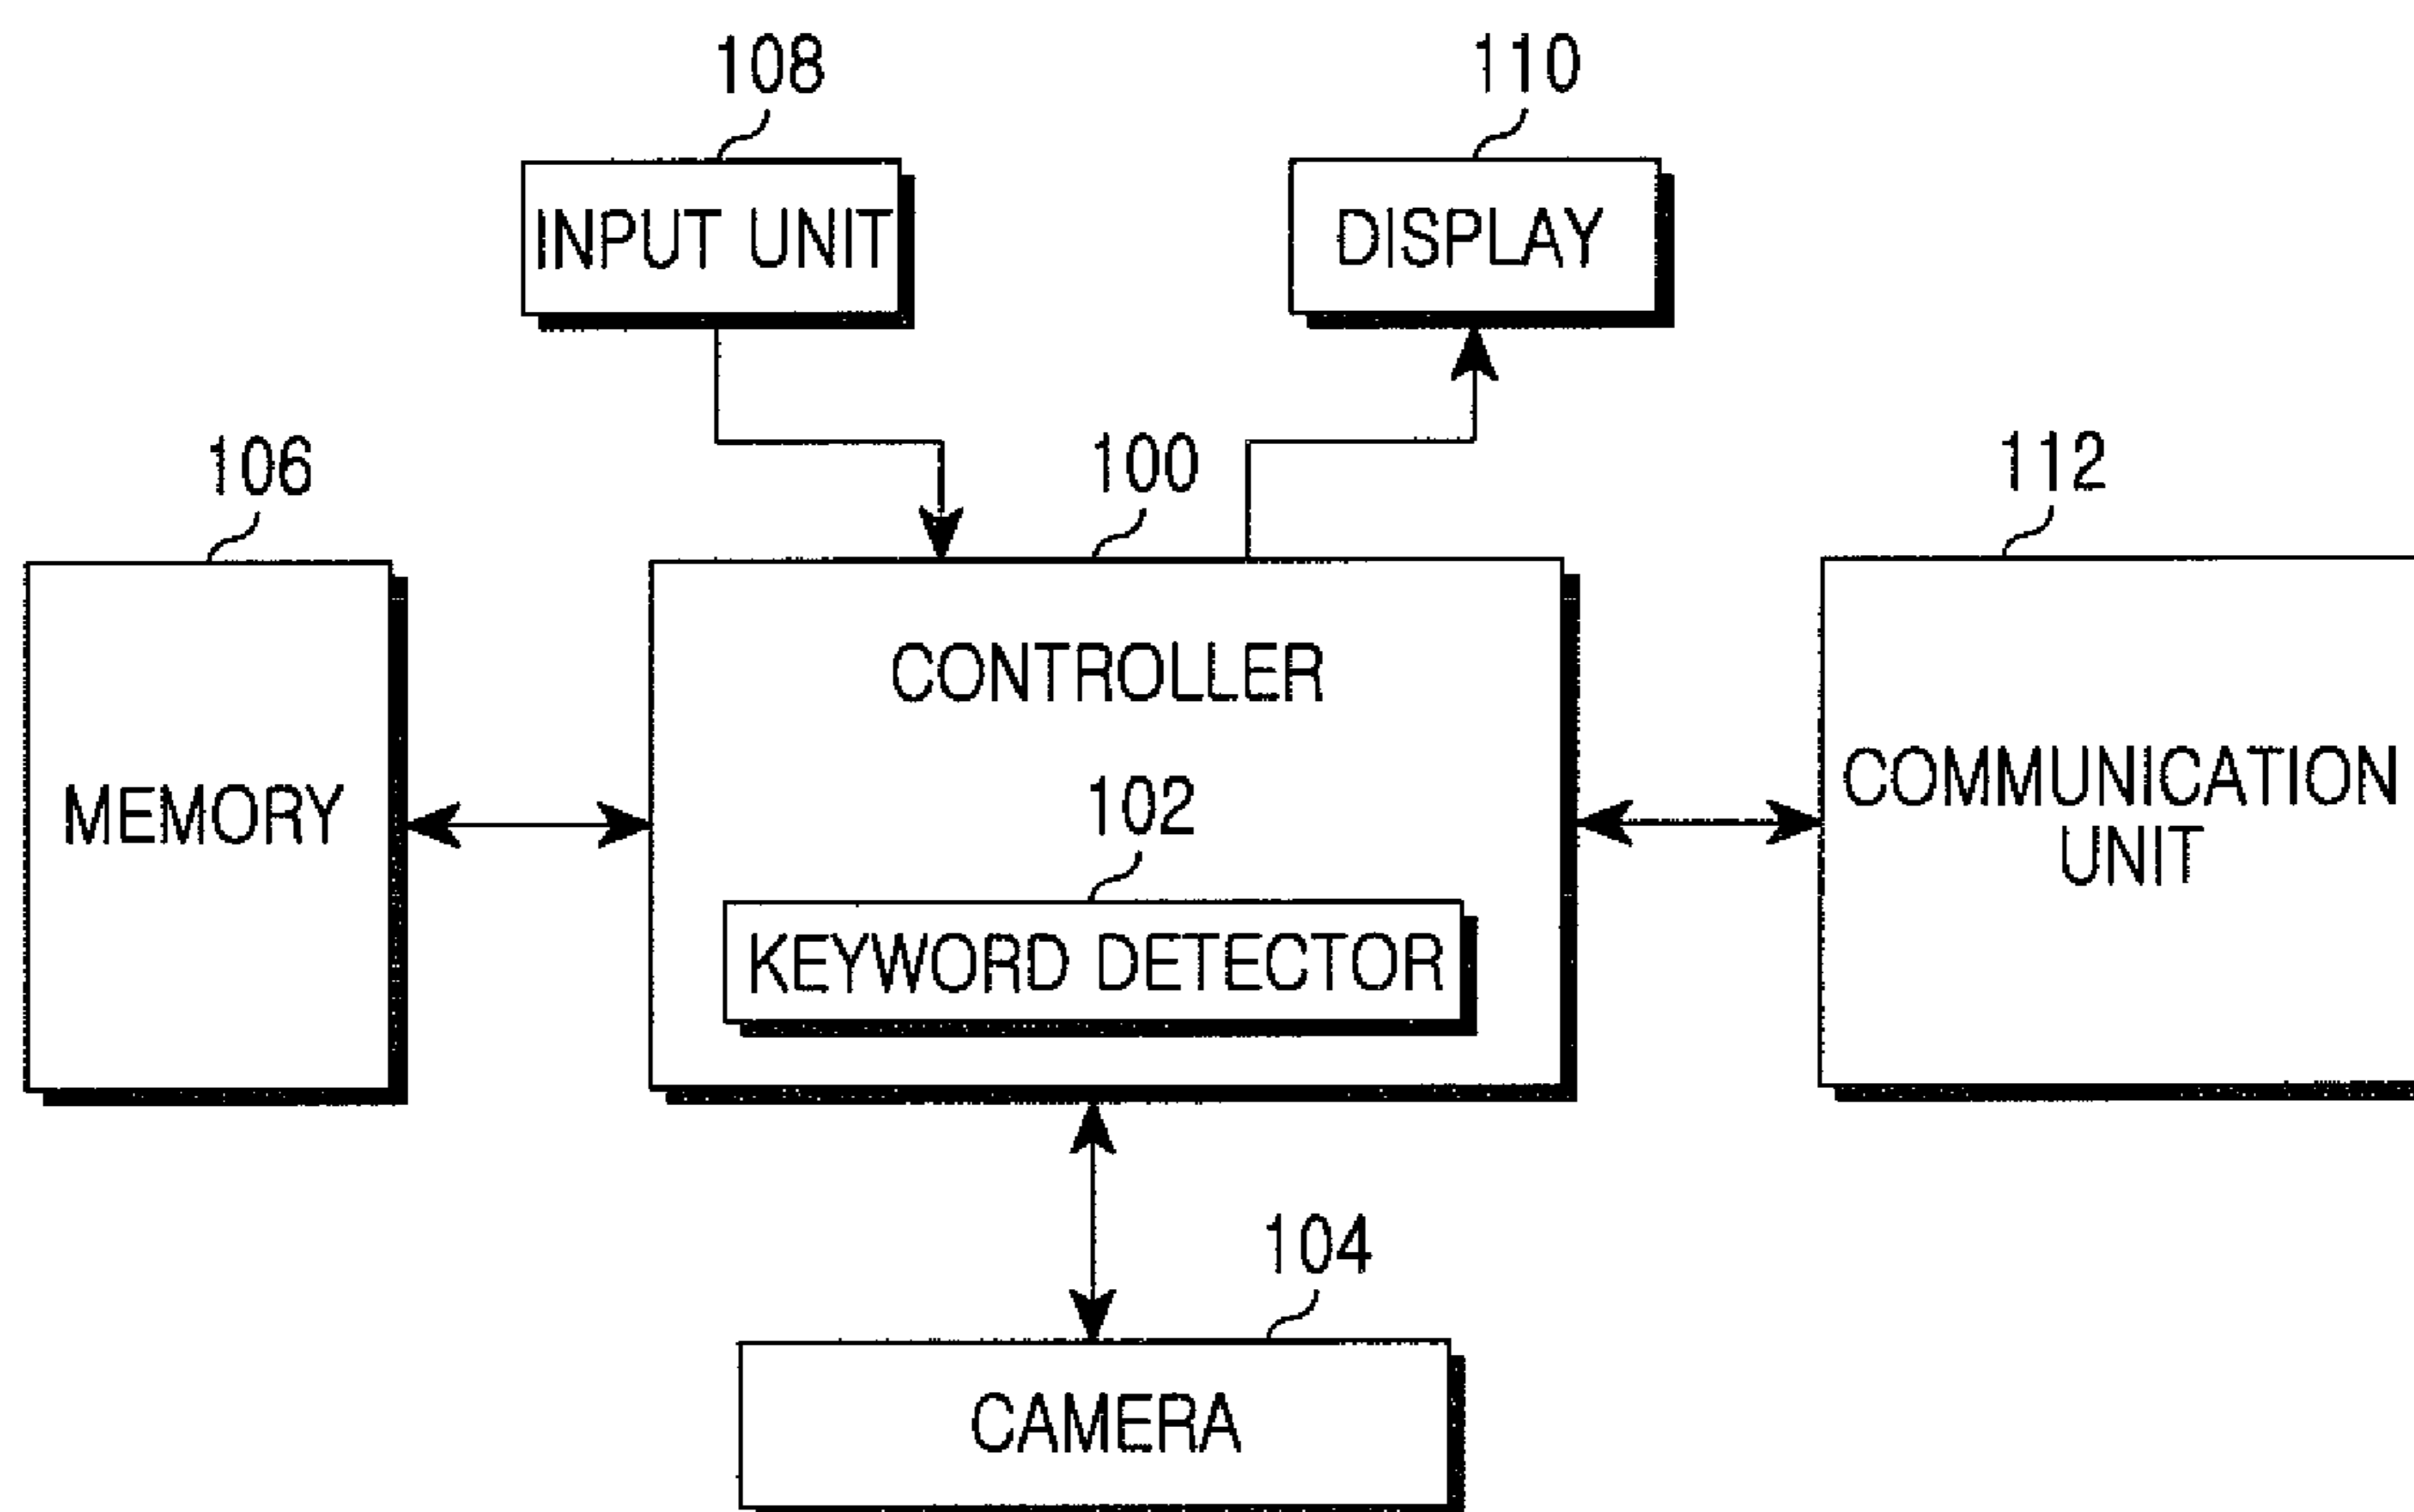 108
110
INPUT UNIT
DISPLAY
106
100
112
MEMORY
CONTROLLER
102
KEYWORD DETECTOR
COMMUNICATION
UNIT
104
CAMERA